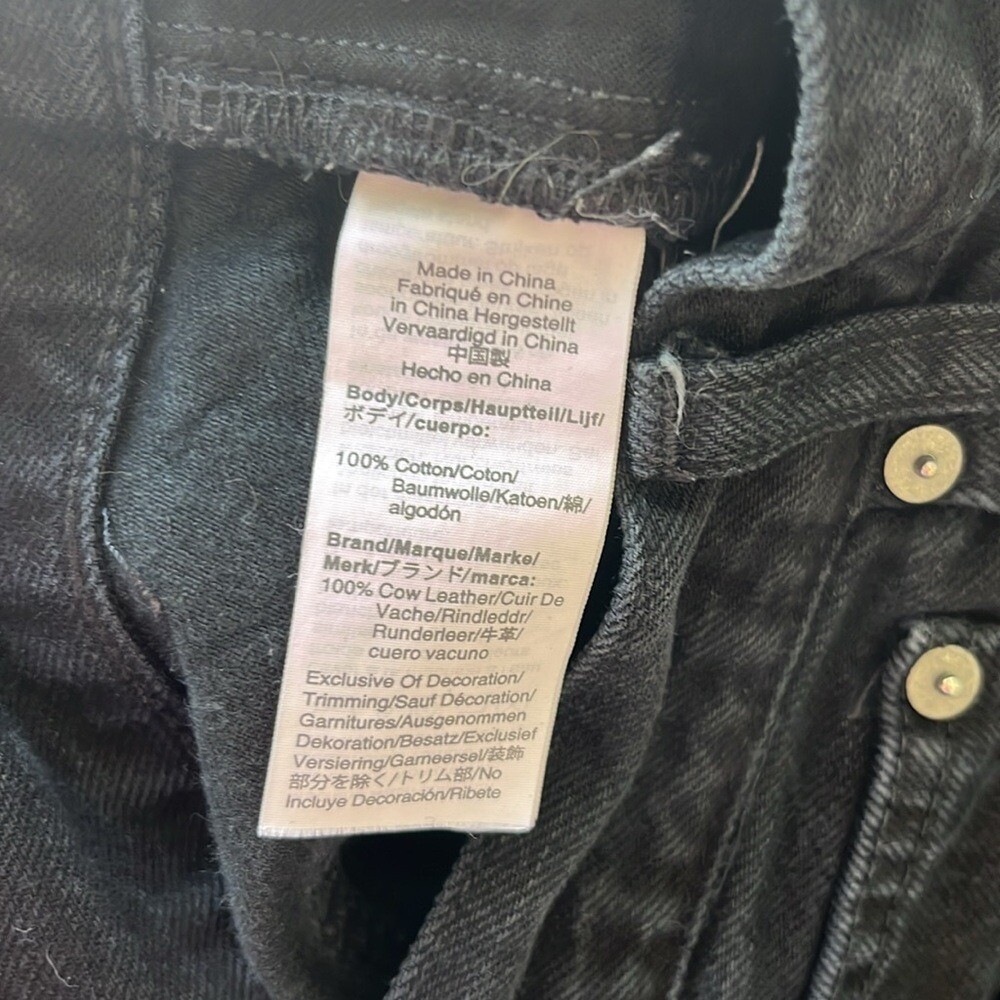 Made in China
Fabriqué en Chine
in China Hergestellt
Vervaardigd in China
中国製
Hecho en China
Body/Corps/Hauptteil/Lijf/
ボディ/cuerpo:
100% Cotton/Coton/
Baumwolle/Katoen/綿/
algodón
Brand/Marque/Marke/
Merk/ブランド/marca:
100% Cow Leather/Cuir De
Vache/Rindleddr/
Runderleer/牛革/
cuero vacuno
Exclusive Of Decoration/
Trimming/Sauf Décoration/
Garnitures/Ausgenommen
Dekoration/Besatz/Exclusief
Versiering/Garneersel/装飾
部分を除く/トリム部/No
Incluye Decoración/Ribete